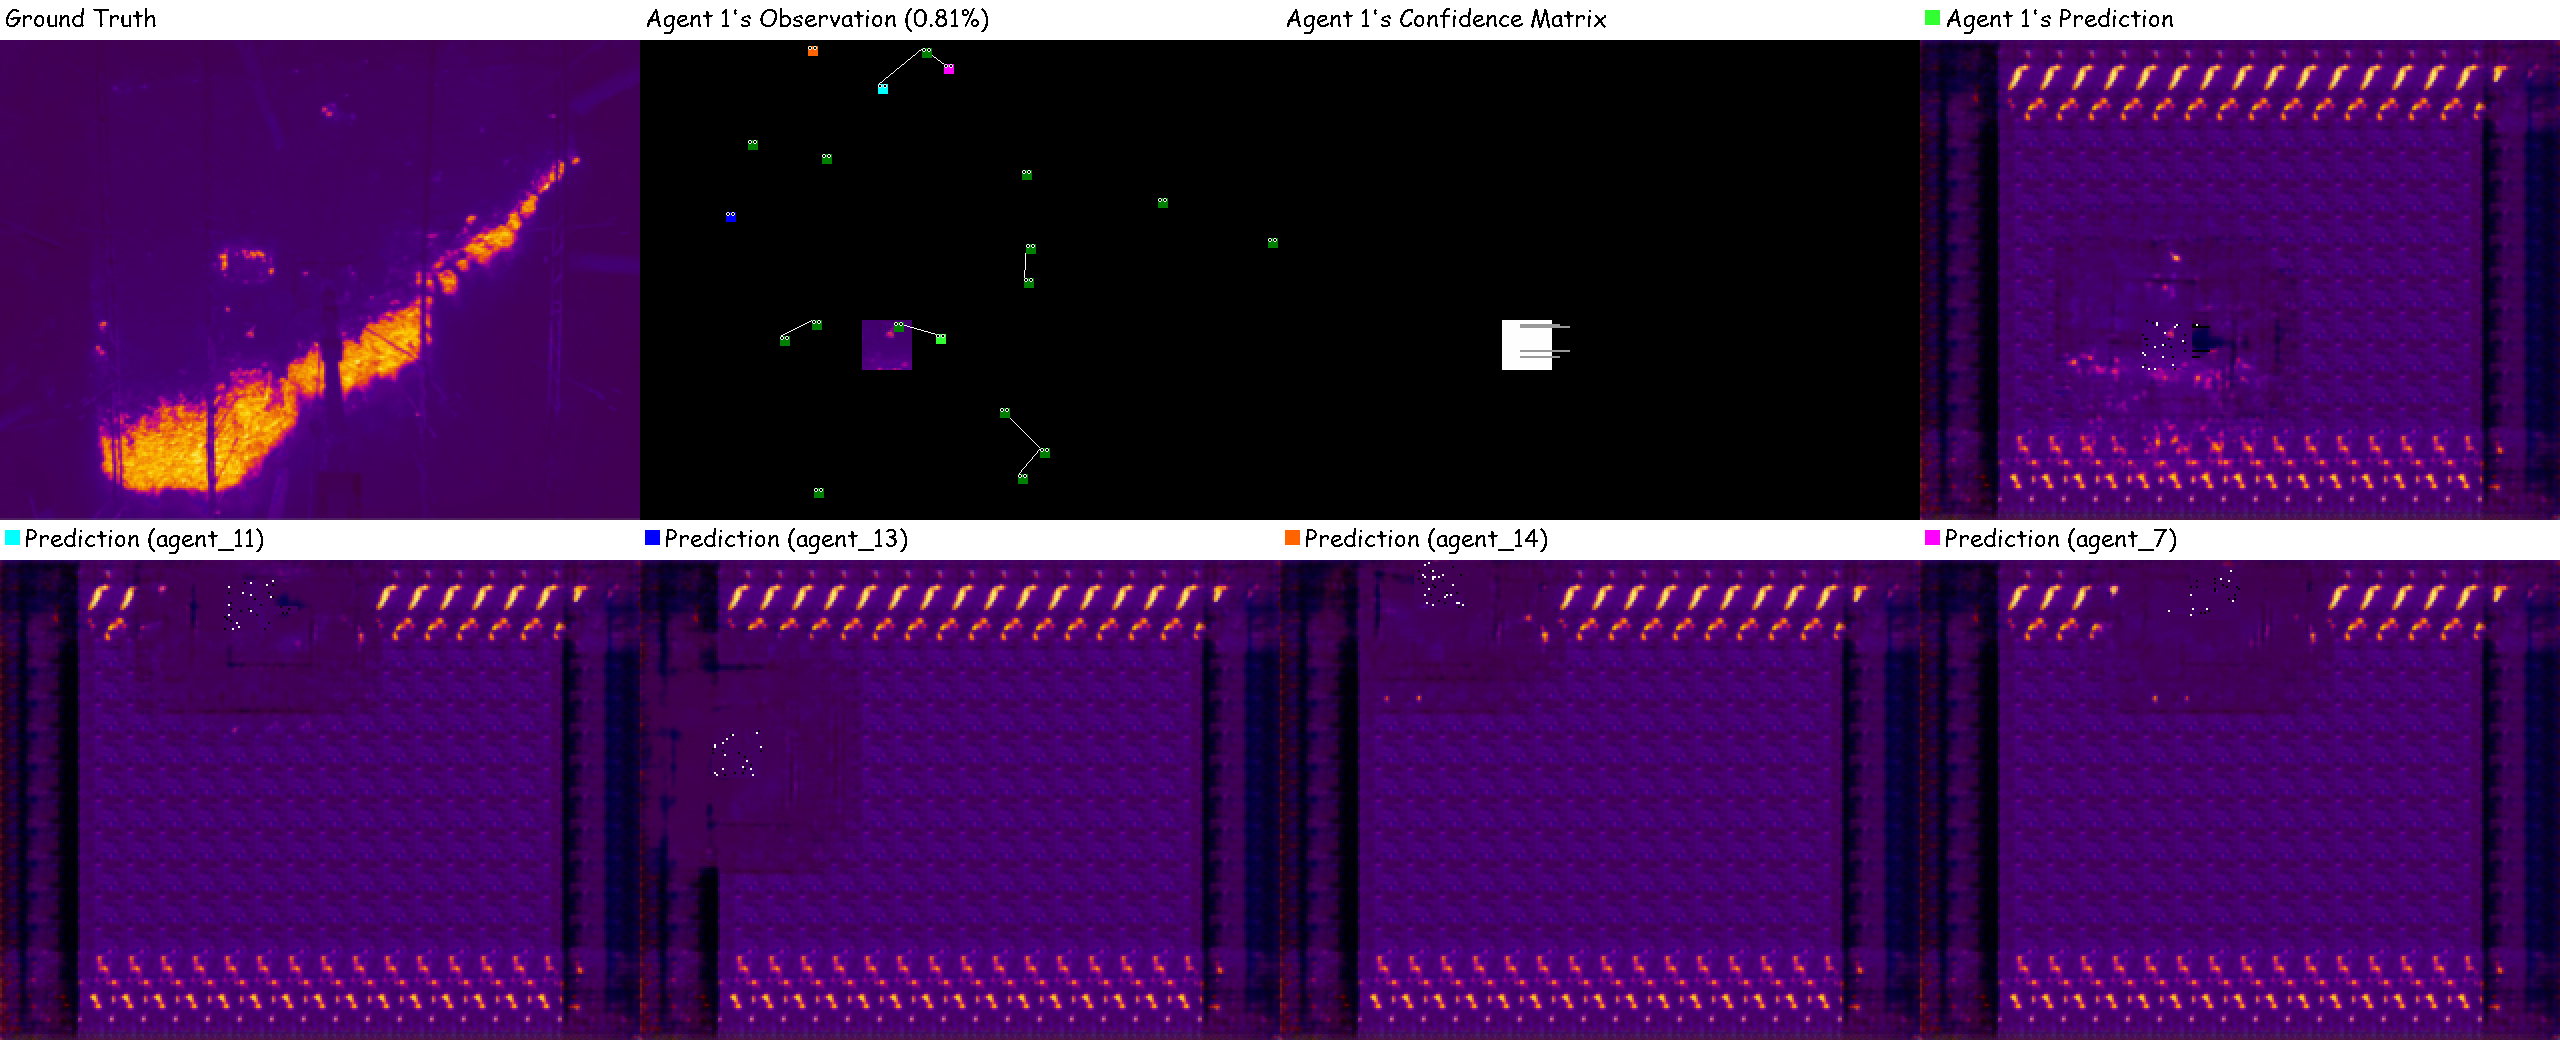 Ground Truth
Agent 1's Observation (0.81%)
Agent 1's Confidence Matrix
Agent 1's Prediction
Prediction (agent_11)
Prediction (agent_13)
Prediction (agent_14)
Prediction (agent_7)